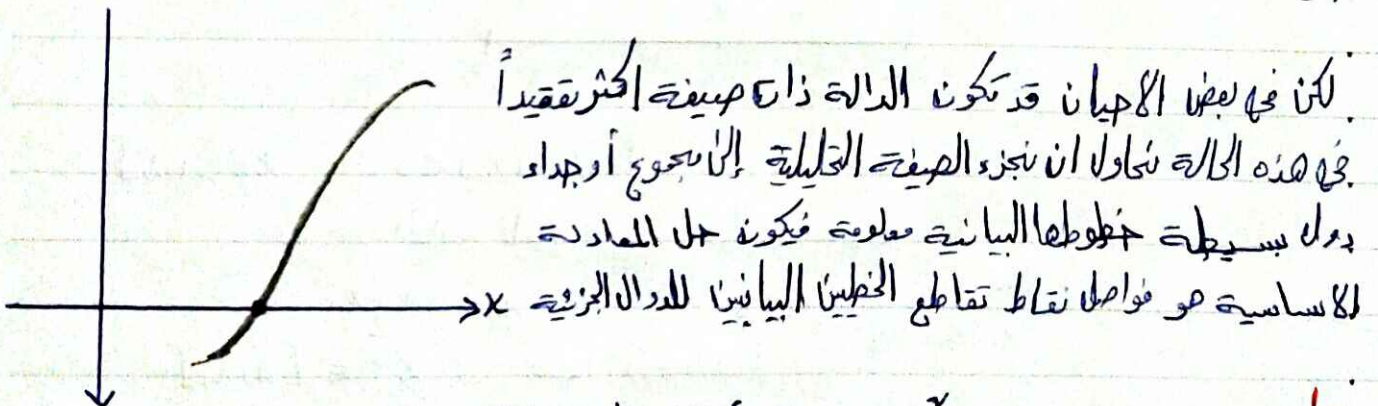 لكن في بعض الاحيان قد تكون الدالة ذات صيغة اكثر تعقيداً
في هذه الحالة نحاول ان نجزء الصيغة التحليلية إلى مجموع أو جداء
دوال بسيطة خطوطها البيانية معلومة فيكون حل المعادلة
الاساسية هو فواصل نقاط تقاطع الخطين البيانيين للدوال الجزئية
x